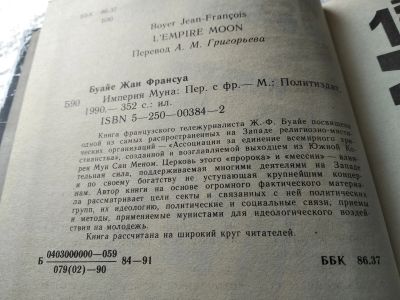 ББК 86.37
Б90
Boyer Jean-François
L'EMPIRE MOON
Перевод А. М. Григорьева
Буайе Жан Франсуа
Б90 Империя Муна: Пер. с фр.— М.: Политиздат,
1990.— 352 с.: ил.
ISBN 5—250—00384—2
Книга французского тележурналиста Ж.-Ф. Буайе посвящена
одной из самых распространенных на Западе религиозно-мисти-
ческих организаций — «Ассоциации за единение всемирного хри-
стианства», созданной и возглавляемой выходцем из Южной Ко-
реи Мун Сан Меном. Церковь этого «пророка» и «мессии» — влия-
тельная сила, поддерживаемая многими деятелями на Западе
и по своему богатству не уступающая крупнейшим концер-
нам. Автор книги на основе огромного фактического материа-
ла рассматривает цели секты и связанных с ней политических
групп, их идеологию, политические и социальные связи, приемы
и методы, применяемые мунистами для идеологического воздей-
ствия на молодежь.
Книга рассчитана на широкий круг читателей.
Б 0403000000—059
079(02)—90 84—91 ББК 86.37